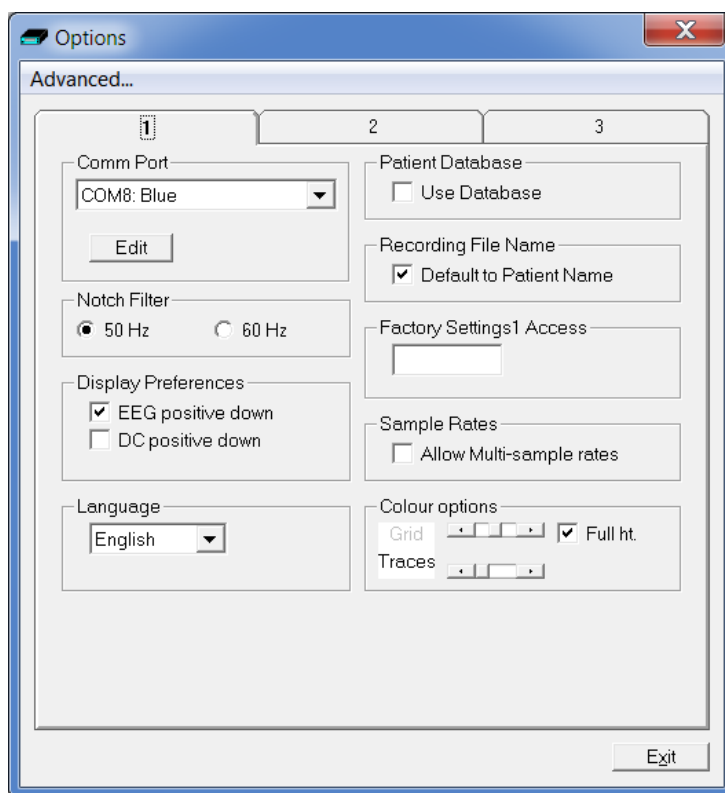 Options
X
Advanced...
1
2
3
Comm Port
COM8: Blue
Edit
Notch Filter
50 Hz
60 Hz
Display Preferences
EEG positive down
DC positive down
Language
English
Patient Database
Use Database
Recording File Name
Default to Patient Name
Factory Settings1 Access
Sample Rates
Allow Multi-sample rates
Colour options
Grid
Full ht.
Traces
Exit